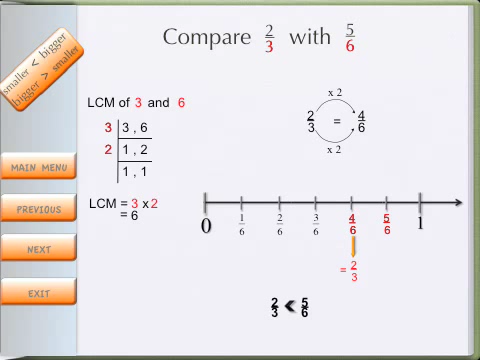 Compare 2/3 with 5/6
smaller < bigger
bigger > smaller
LCM of 3 and 6
3 | 3 , 6
2 | 1 , 2
1 , 1
LCM = 3 x 2
= 6
x 2
2/3 = 4/6
x 2
0 1/6 2/6 3/6 4/6 5/6 1
= 2/3
2/3 < 5/6
MAIN MENU
PREVIOUS
NEXT
EXIT